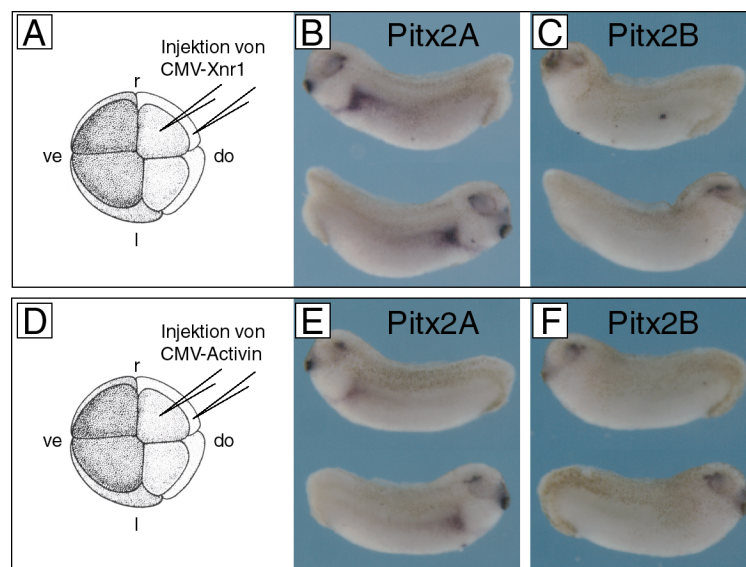 A
Injektion von
CMV-Xnr1
r
ve
do
l
B
Pitx2A
C
Pitx2B
D
Injektion von
CMV-Activin
r
ve
do
l
E
Pitx2A
F
Pitx2B